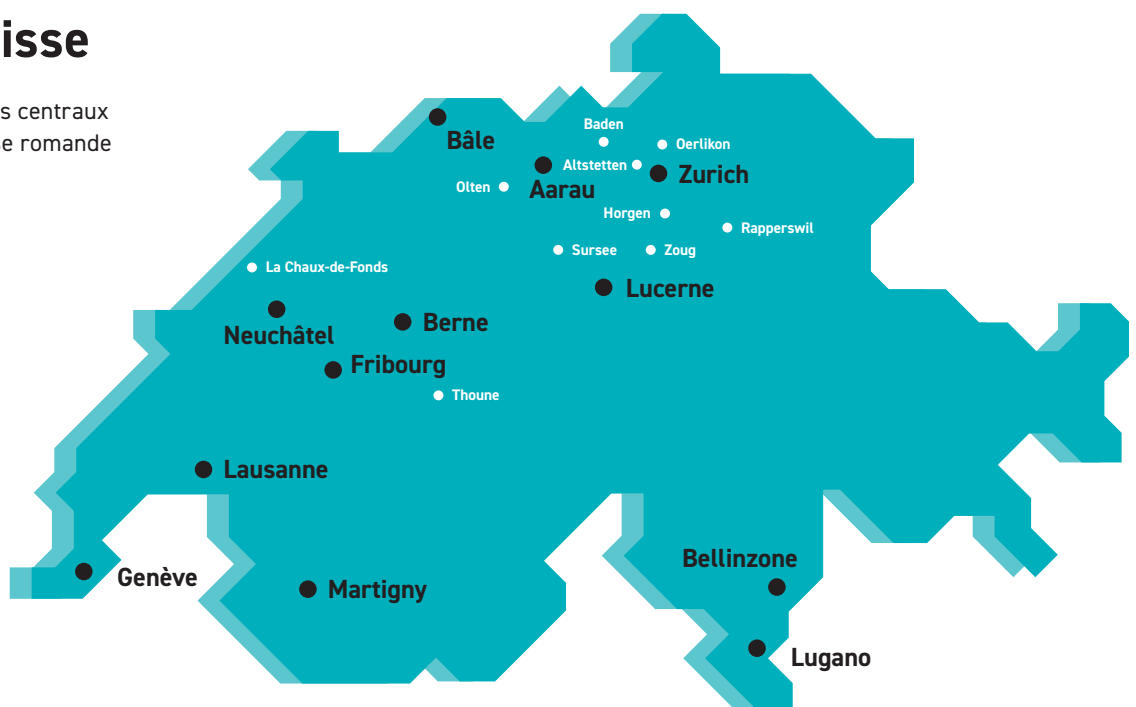 isse
s centraux
e romande
Baden
Bâle
Oerlikon
Altstetten
Zurich
Olten
Aarau
Horgen
Rapperswil
Sursee
Zoug
La Chaux-de-Fonds
Lucerne
Berne
Neuchâtel
Fribourg
Thoune
Lausanne
Bellinzone
Genève
Martigny
Lugano